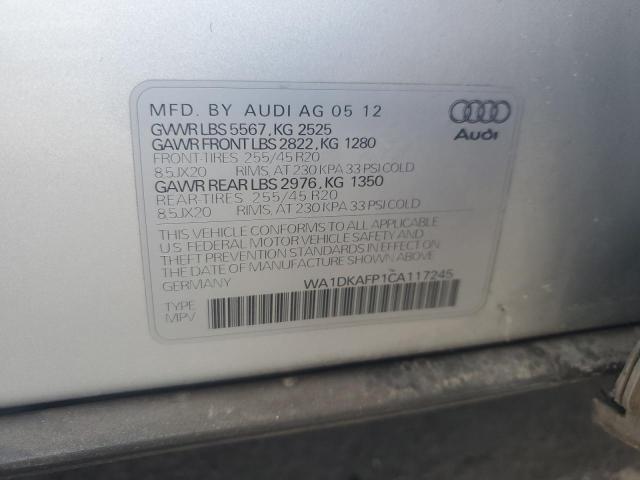 MFD. BY AUDI AG 05 12
GVWR LBS 5567, KG 2525
GAWR FRONT LBS 2822, KG 1280
FRONT-TIRES 255/45 R20
8.5JX20 RIMS, AT 230 KPA 33 PSI COLD
GAWR REAR LBS 2976, KG 1350
REAR-TIRES 255/45 R20
8.5JX20 RIMS, AT 230 KPA 33 PSI COLD
THIS VEHICLE CONFORMS TO ALL APPLICABLE
U.S. FEDERAL MOTOR VEHICLE SAFETY AND
THEFT PREVENTION STANDARDS IN EFFECT ON
THE DATE OF MANUFACTURE SHOWN ABOVE.
GERMANY WA1DKAFP1CA117245
TYPE
MPV
Audi